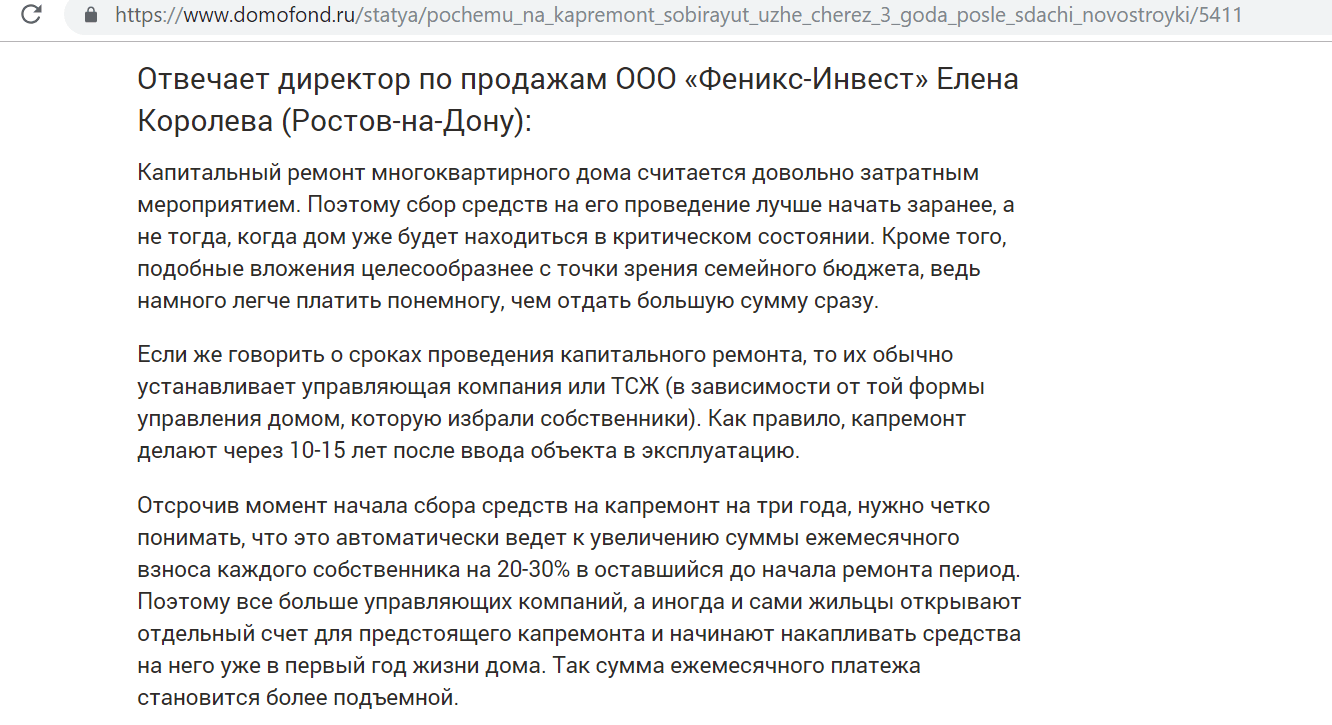 https://www.domofond.ru/statya/pochemu_na_kapremont_sobirayut_uzhe_cherez_3_goda_posle_sdachi_novostroyki/5411
Отвечает директор по продажам ООО «Феникс-Инвест» Елена
Королева (Ростов-на-Дону):
Капитальный ремонт многоквартирного дома считается довольно затратным
мероприятием. Поэтому сбор средств на его проведение лучше начать заранее, а
не тогда, когда дом уже будет находиться в критическом состоянии. Кроме того,
подобные вложения целесообразнее с точки зрения семейного бюджета, ведь
намного легче платить понемногу, чем отдать большую сумму сразу.
Если же говорить о сроках проведения капитального ремонта, то их обычно
устанавливает управляющая компания или ТСЖ (в зависимости от той формы
управления домом, которую избрали собственники). Как правило, капремонт
делают через 10-15 лет после ввода объекта в эксплуатацию.
Отсрочив момент начала сбора средств на капремонт на три года, нужно четко
понимать, что это автоматически ведет к увеличению суммы ежемесячного
взноса каждого собственника на 20-30% в оставшийся до начала ремонта период.
Поэтому все больше управляющих компаний, а иногда и сами жильцы открывают
отдельный счет для предстоящего капремонта и начинают накапливать средства
на него уже в первый год жизни дома. Так сумма ежемесячного платежа
становится более подъемной.